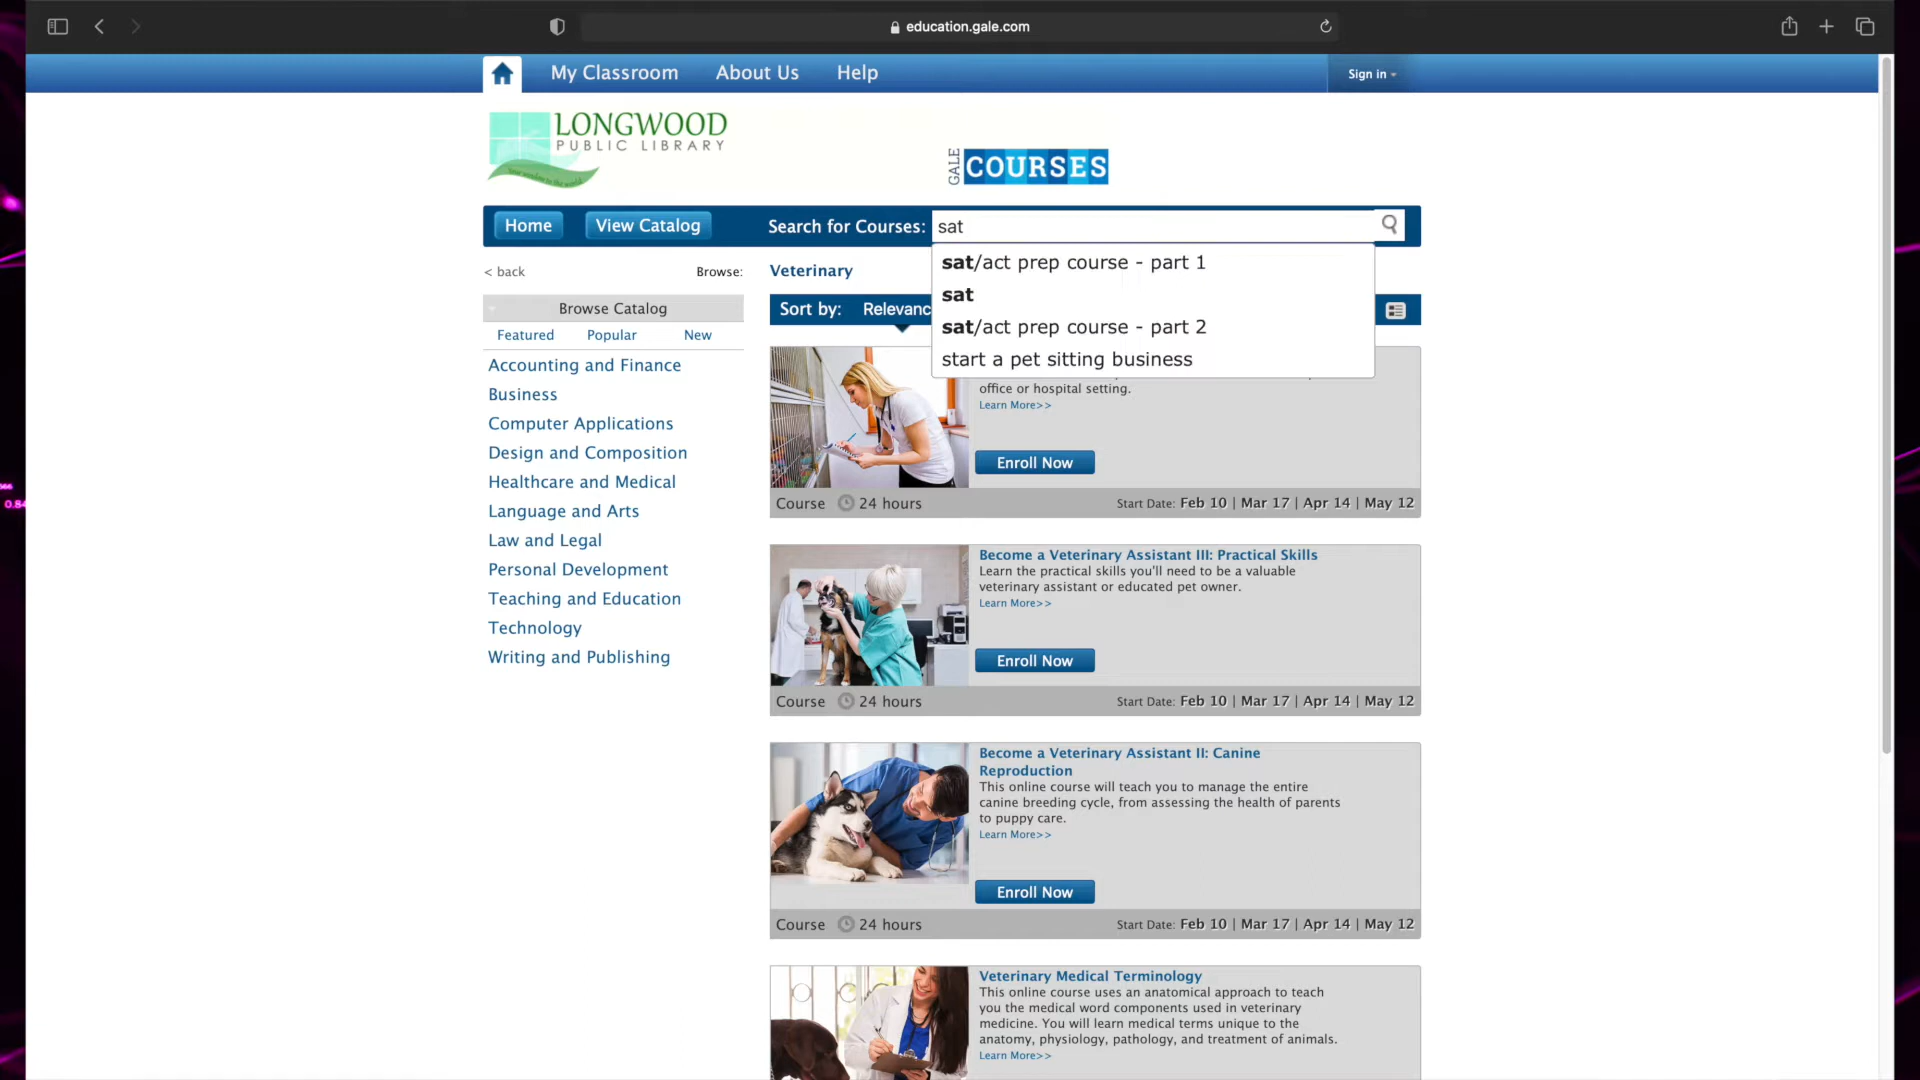 education.gale.com
My Classroom About Us Help Sign in
LONGWOOD
PUBLIC LIBRARY
GALE COURSES
Home View Catalog Search for Courses: sat
sat/act prep course - part 1
sat
sat/act prep course - part 2
start a pet sitting business
< back Browse: Veterinary
Sort by: Relevanc
Browse Catalog
Featured Popular New
Accounting and Finance
Business
Computer Applications
Design and Composition
Healthcare and Medical
Language and Arts
Law and Legal
Personal Development
Teaching and Education
Technology
Writing and Publishing
office or hospital setting.
Learn More>>
Enroll Now
Course 24 hours Start Date: Feb 10 | Mar 17 | Apr 14 | May 12
Become a Veterinary Assistant III: Practical Skills
Learn the practical skills you'll need to be a valuable
veterinary assistant or educated pet owner.
Learn More>>
Enroll Now
Course 24 hours Start Date: Feb 10 | Mar 17 | Apr 14 | May 12
Become a Veterinary Assistant II: Canine
Reproduction
This online course will teach you to manage the entire
canine breeding cycle, from assessing the health of parents
to puppy care.
Learn More>>
Enroll Now
Course 24 hours Start Date: Feb 10 | Mar 17 | Apr 14 | May 12
Veterinary Medical Terminology
This online course uses an anatomical approach to teach
you the medical word components used in veterinary
medicine. You will learn medical terms unique to the
anatomy, physiology, pathology, and treatment of animals.
Learn More>>